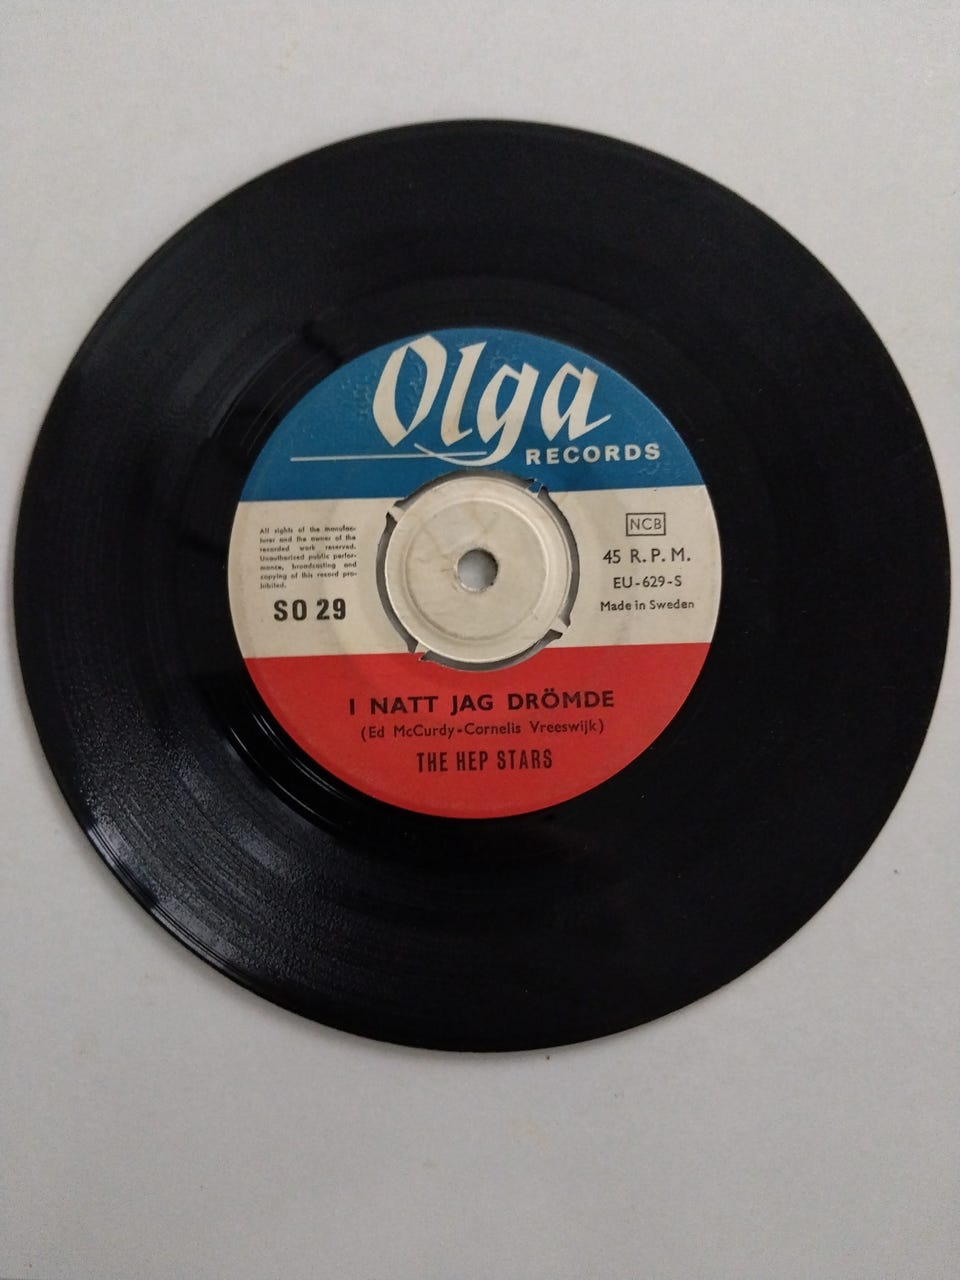 Olga
RECORDS
All rights of the manufac-
turer and the owner of the
recorded work reserved.
Unauthorized public perfor-
mance, broadcasting and
copying of this record pro-
hibited.
SO 29
NCB
45 R.P.M.
EU-629-S
Made in Sweden
I NATT JAG DRÖMDE
(Ed McCurdy-Cornelis Vreeswijk)
THE HEP STARS